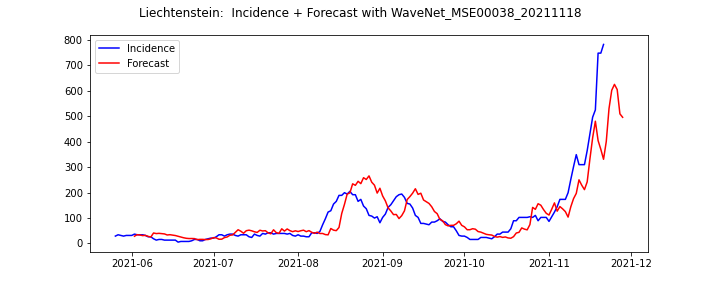 Liechtenstein:  Incidence + Forecast with WaveNet_MSE00038_20211118
Incidence
Forecast
800
700
600
500
400
300
200
100
0
2021-06 2021-07 2021-08 2021-09 2021-10 2021-11 2021-12